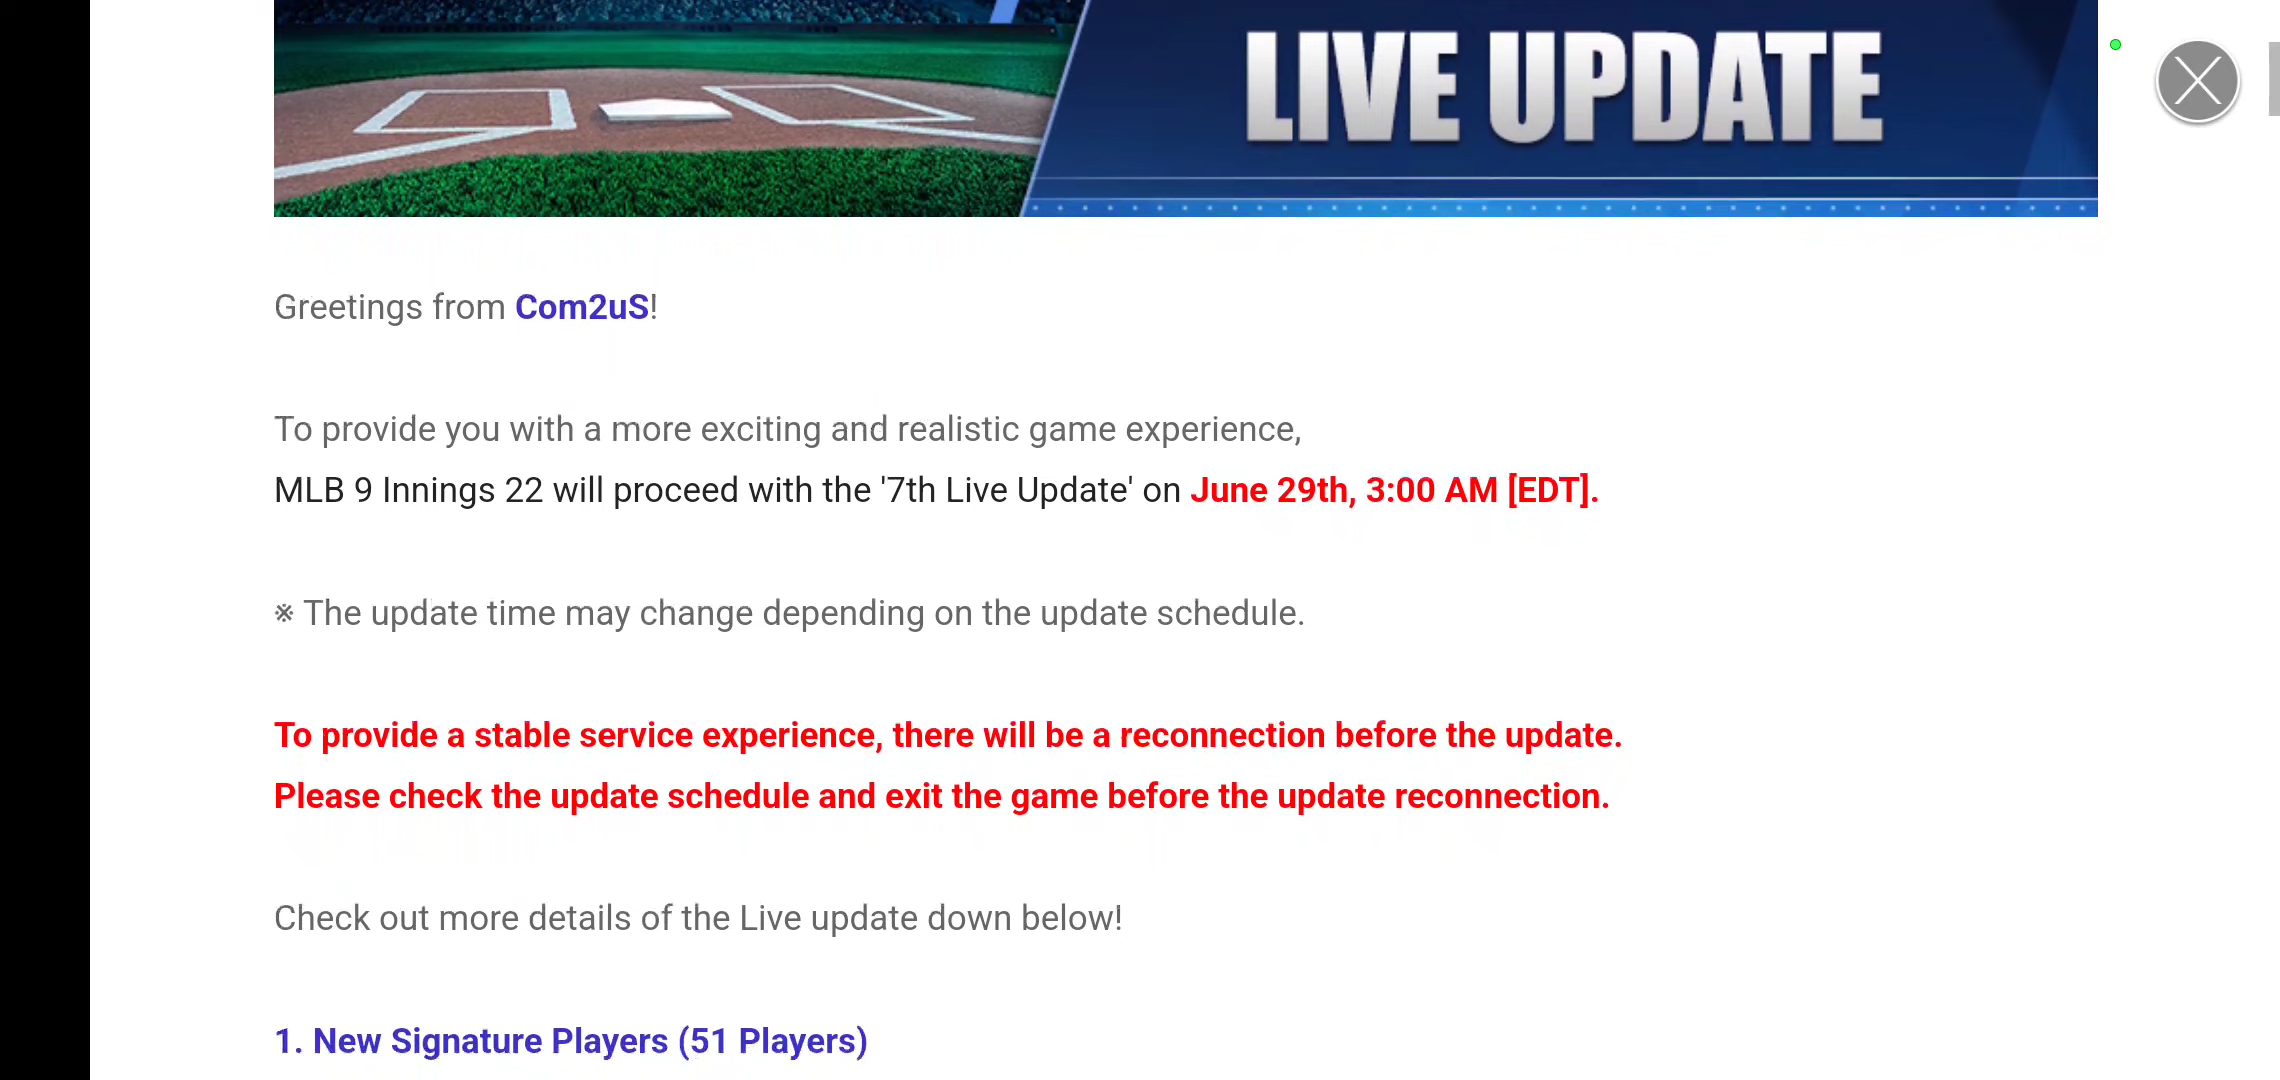 LIVE UPDATE
Greetings from Com2uS!
To provide you with a more exciting and realistic game experience,
MLB 9 Innings 22 will proceed with the '7th Live Update' on June 29th, 3:00 AM [EDT].
※ The update time may change depending on the update schedule.
To provide a stable service experience, there will be a reconnection before the update.
Please check the update schedule and exit the game before the update reconnection.
Check out more details of the Live update down below!
1. New Signature Players (51 Players)